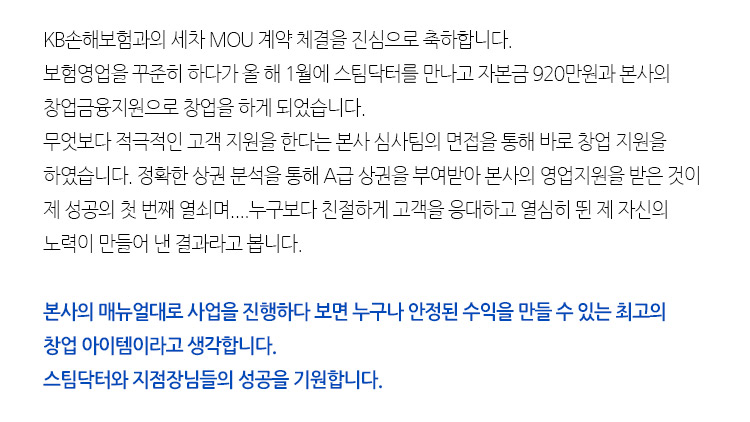 KB손해보험과의 세차 MOU 계약 체결을 진심으로 축하합니다.
보험영업을 꾸준히 하다가 올 해 1월에 스팀닥터를 만나고 자본금 920만원과 본사의
창업금융지원으로 창업을 하게 되었습니다.
무엇보다 적극적인 고객 지원을 한다는 본사 심사팀의 면접을 통해 바로 창업 지원을
하였습니다. 정확한 상권 분석을 통해 A급 상권을 부여받아 본사의 영업지원을 받은 것이
제 성공의 첫 번째 열쇠며....누구보다 친절하게 고객을 응대하고 열심히 뛴 제 자신의
노력이 만들어 낸 결과라고 봅니다.
본사의 매뉴얼대로 사업을 진행하다 보면 누구나 안정된 수익을 만들 수 있는 최고의
창업 아이템이라고 생각합니다.
스팀닥터와 지점장님들의 성공을 기원합니다.